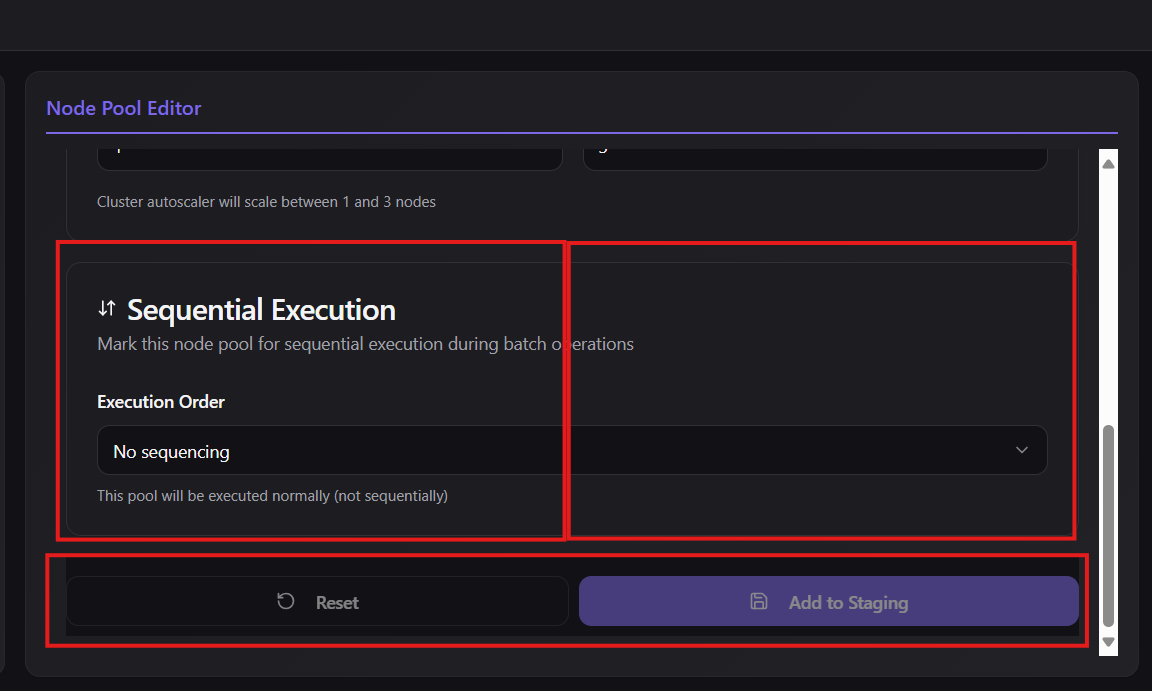 Node Pool Editor
Cluster autoscaler will scale between 1 and 3 nodes
Sequential Execution
Mark this node pool for sequential execution during batch operations
Execution Order
No sequencing
This pool will be executed normally (not sequentially)
Reset
Add to Staging